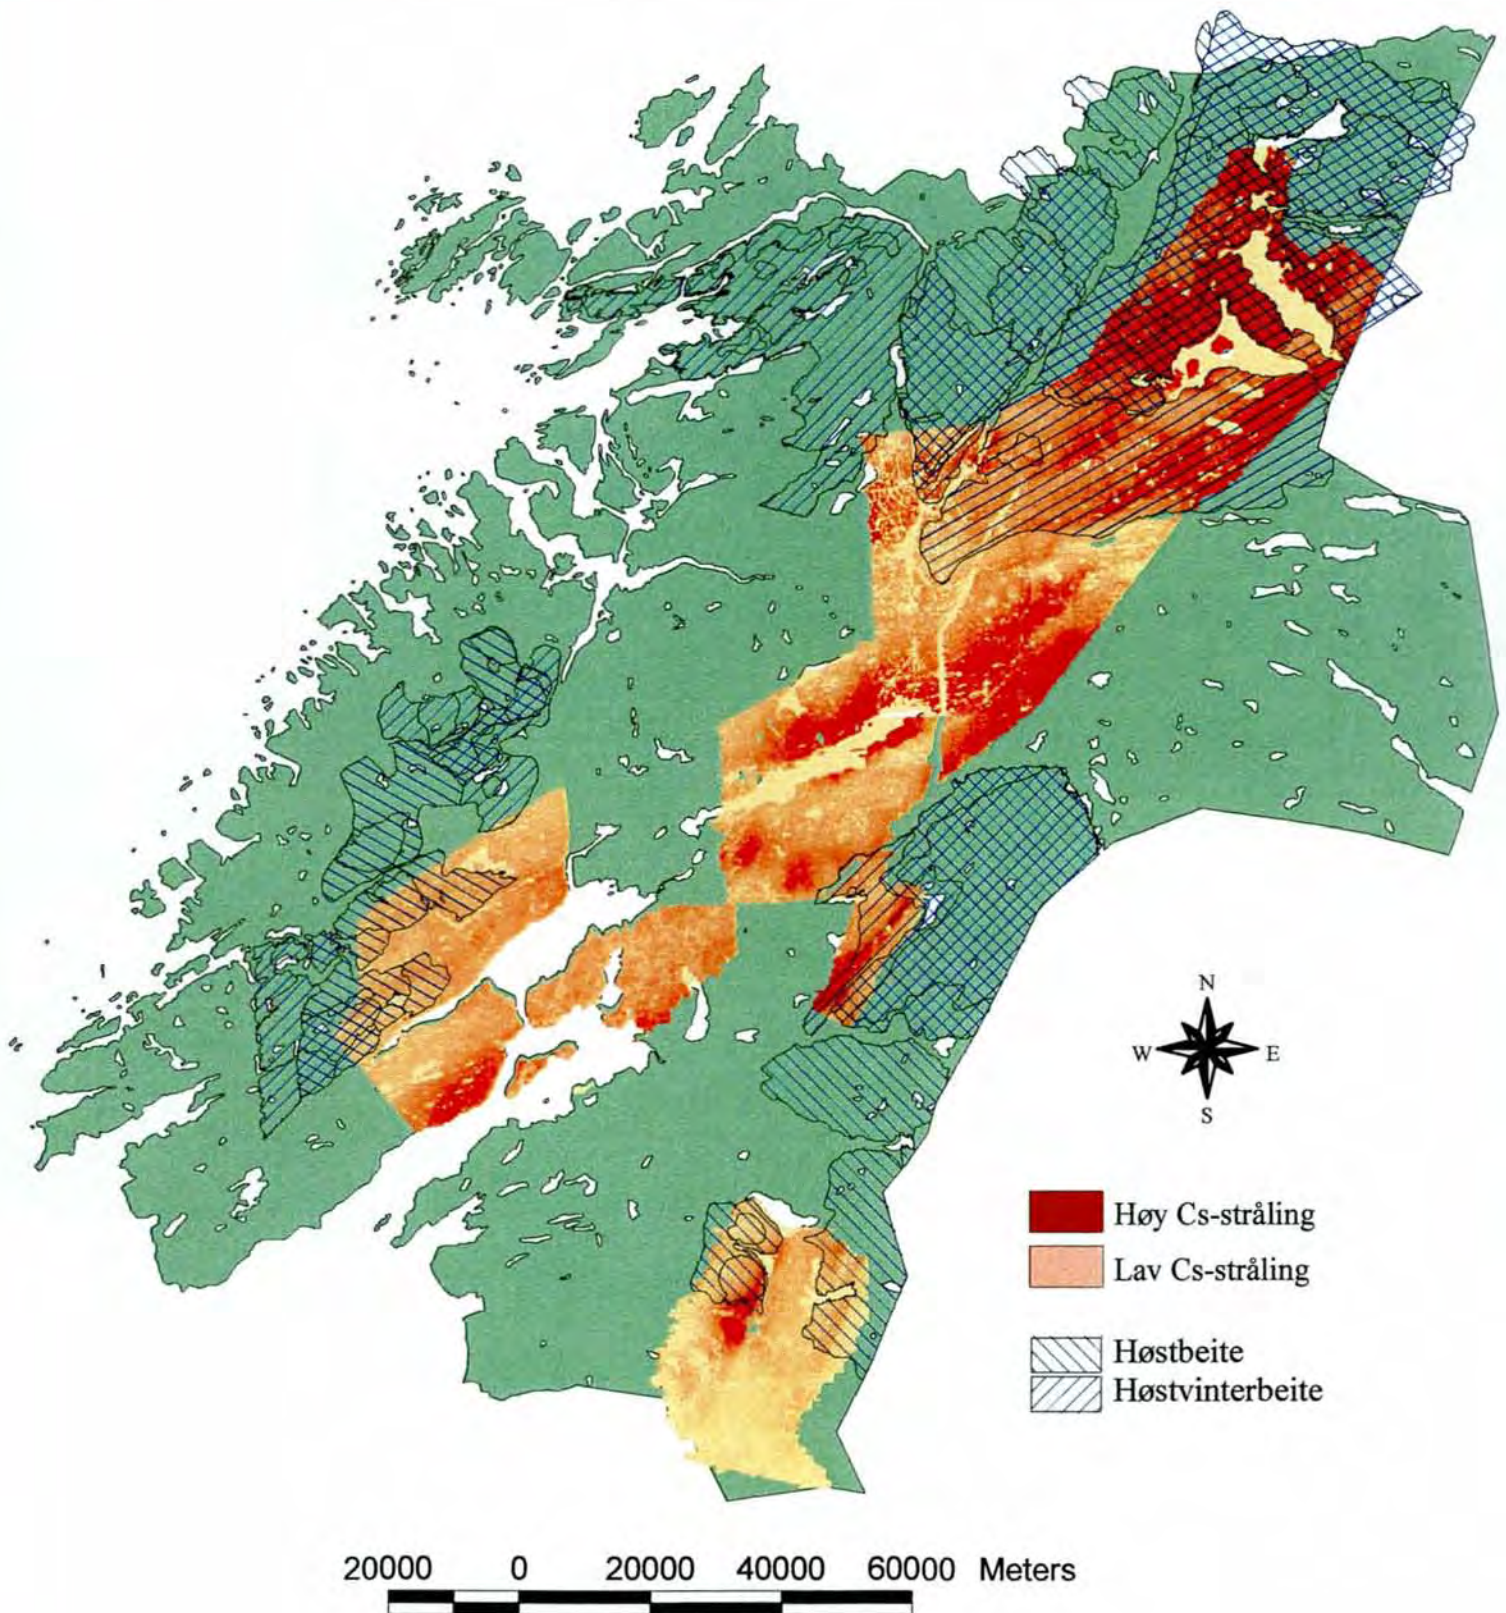 N
W E
S
Høy Cs-stråling
Lav Cs-stråling
Høstbeite
Høstvinterbeite
20000 0 20000 40000 60000 Meters